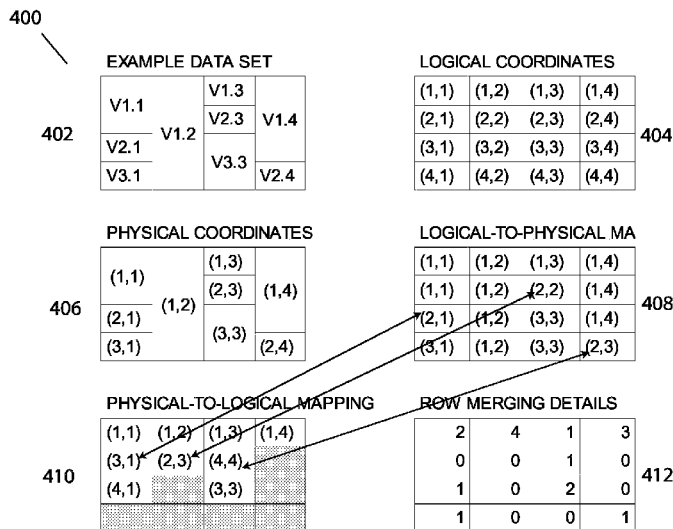 400
EXAMPLE DATA SET
LOGICAL COORDINATES
402
V1.1 V1.2 V1.3 V1.4
V2.3
V2.1 V3.3
V3.1 V2.4
(1,1) (1,2) (1,3) (1,4)
(2,1) (2,2) (2,3) (2,4)
(3,1) (3,2) (3,3) (3,4)
(4,1) (4,2) (4,3) (4,4)
404
PHYSICAL COORDINATES
LOGICAL-TO-PHYSICAL MA
406
(1,1) (1,2) (1,3) (1,4)
(2,3)
(2,1) (3,3)
(3,1) (2,4)
(1,1) (1,2) (1,3) (1,4)
(1,1) (1,2) (2,2) (1,4)
(2,1) (1,2) (3,3) (1,4)
(3,1) (1,2) (3,3) (2,3)
408
PHYSICAL-TO-LOGICAL MAPPING
ROW MERGING DETAILS
410
(1,1) (1,2) (1,3) (1,4)
(3,1) (2,3) (4,4)
(4,1) (3,3)
2 4 1 3
0 0 1 0
1 0 2 0
1 0 0 1
412